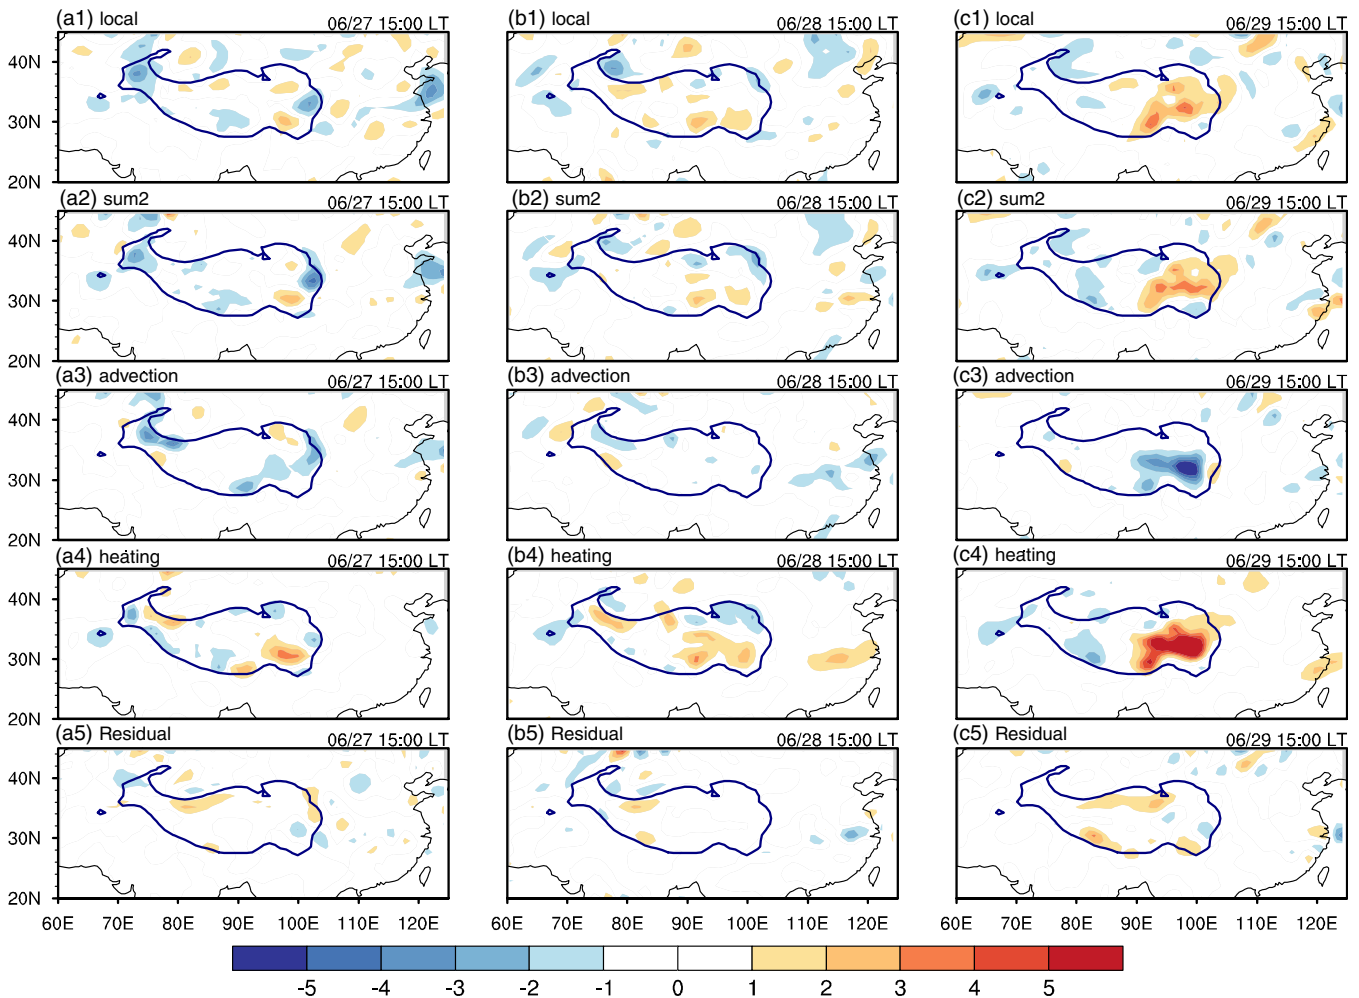 (a1) local 06/27 15:00 LT (b1) local 06/28 15:00 LT (c1) local 06/29 15:00 LT
40N
30N
20N
(a2) sum2 06/27 15:00 LT (b2) sum2 06/28 15:00 LT (c2) sum2 06/29 15:00 LT
40N
30N
20N
(a3) advection 06/27 15:00 LT (b3) advection 06/28 15:00 LT (c3) advection 06/29 15:00 LT
40N
30N
20N
(a4) heating 06/27 15:00 LT (b4) heating 06/28 15:00 LT (c4) heating 06/29 15:00 LT
40N
30N
20N
(a5) Residual 06/27 15:00 LT (b5) Residual 06/28 15:00 LT (c5) Residual 06/29 15:00 LT
40N
30N
20N
60E 70E 80E 90E 100E 110E 120E 60E 70E 80E 90E 100E 110E 120E 60E 70E 80E 90E 100E 110E 120E
-5 -4 -3 -2 -1 0 1 2 3 4 5